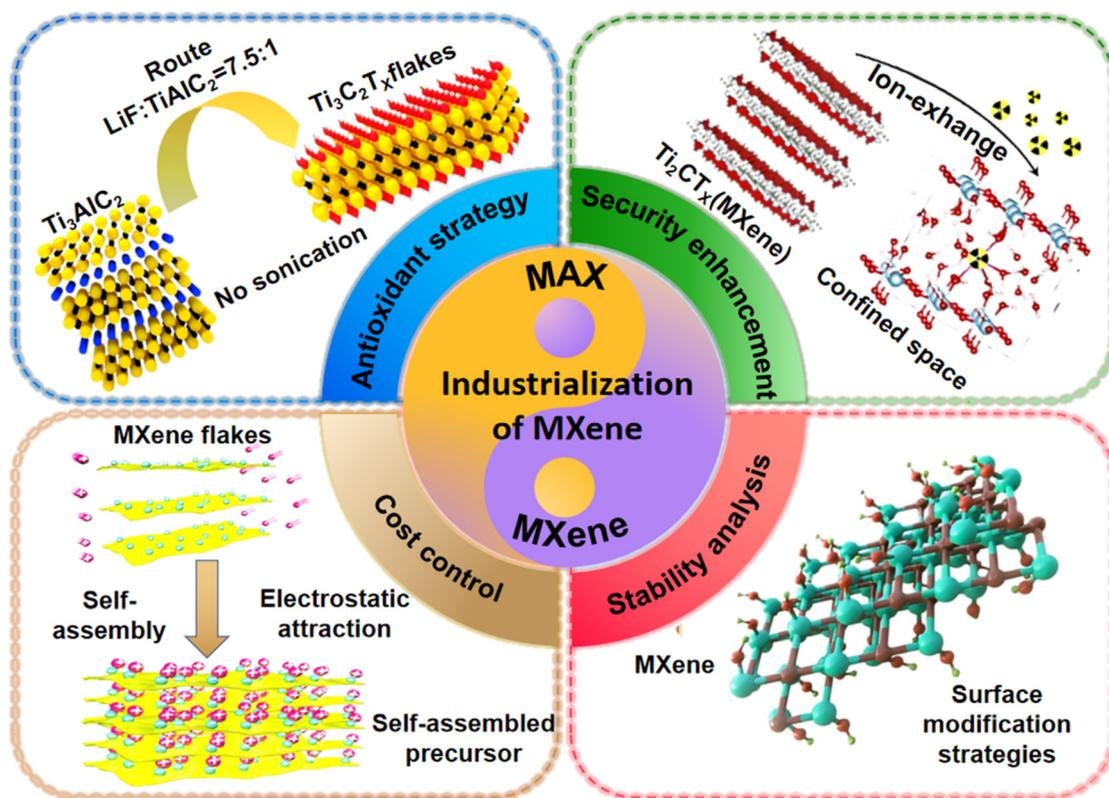 Route
LiF:TiAlC₂=7.5:1
Ti₃C₂Tₓflakes
Ti₃AlC₂
No sonication
Antioxidant strategy
Ion-exhange
Ti₂CTₓ(MXene)
Confined space
Security enhancement
MAX
Industrialization
of MXene
MXene
MXene flakes
Self-
assembly
Electrostatic
attraction
Self-assembled
precursor
Cost control
Stability analysis
MXene
Surface
modification
strategies